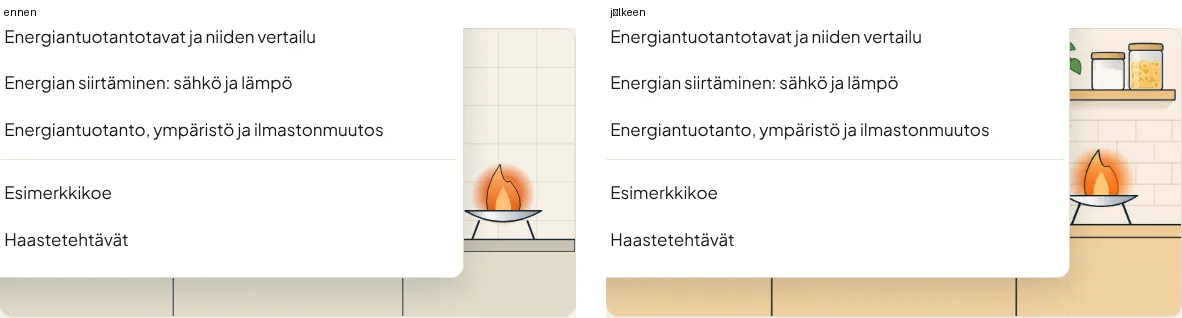 ennen
Energiantuotantotavat ja niiden vertailu
Energian siirtäminen: sähkö ja lämpö
Energiantuotanto, ympäristö ja ilmastonmuutos
Esimerkkikoe
Haastetehtävät
j▯lkeen
Energiantuotantotavat ja niiden vertailu
Energian siirtäminen: sähkö ja lämpö
Energiantuotanto, ympäristö ja ilmastonmuutos
Esimerkkikoe
Haastetehtävät